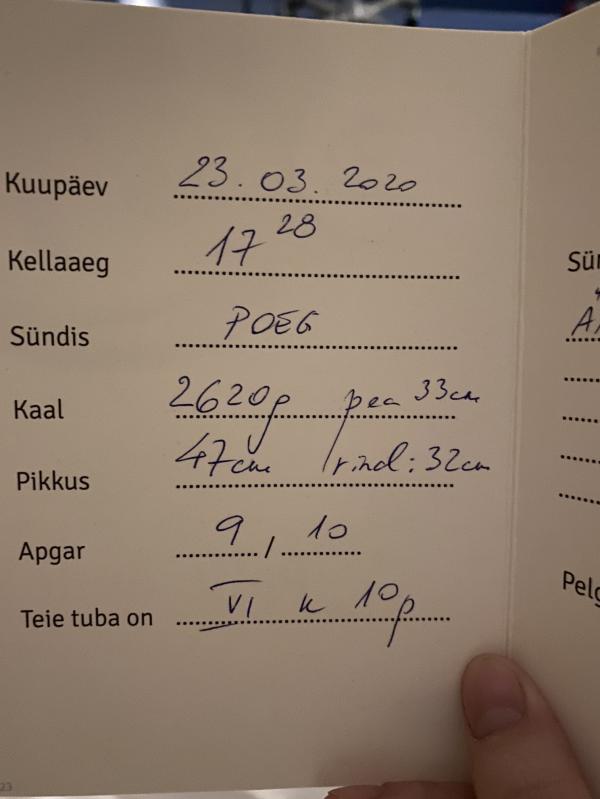 Kuupäev 23.03.2020
Kellaaeg 17 28
Sündis POEG
Kaal 2620g pea 33cm
Pikkus 47cm rind: 32cm
Apgar 9 / 10
Teie tuba on VI k 10p
23